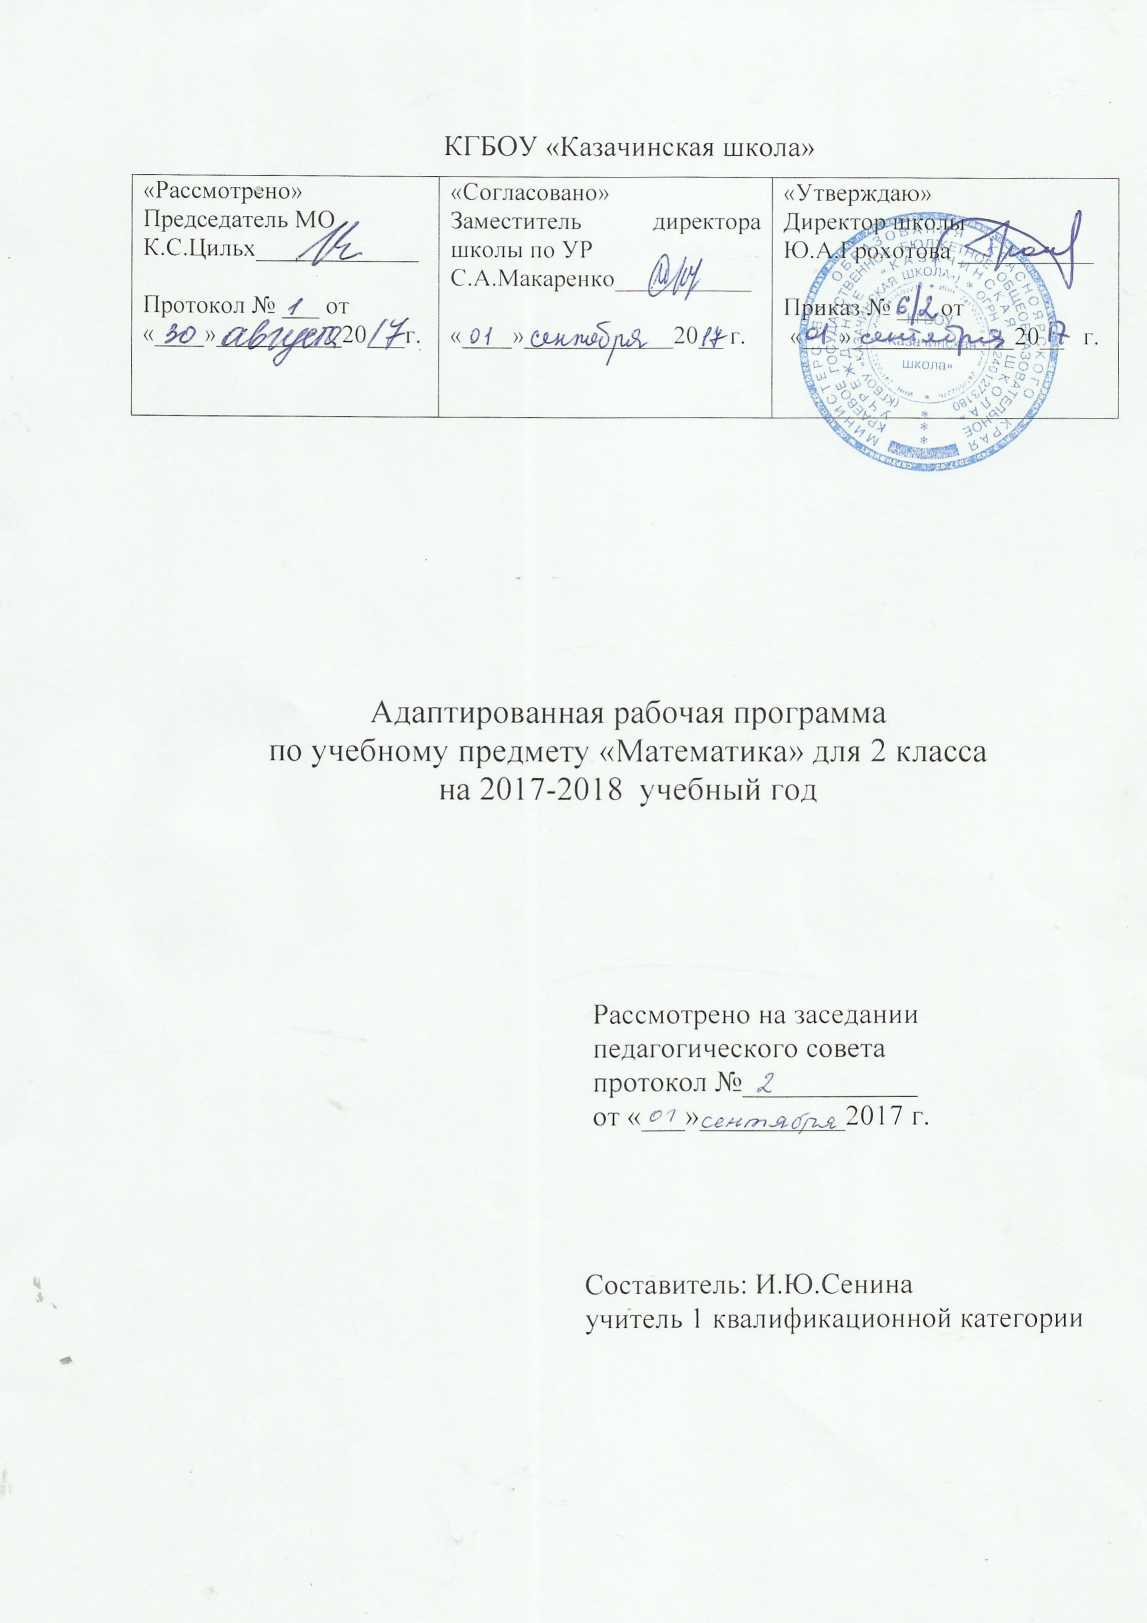 КГБОУ «Казачинская школа»
«Рассмотрено»
Председатель МО
К.С.Цильх
Протокол № 1 от
«30» августа 2017г.
«Согласовано»
Заместитель директора
школы по УР
С.А.Макаренко
«01» сентября 2017 г.
«Утверждаю»
Директор школы
Ю.А.Грохотова
Приказ № 6/2 от
«01» сентября 2017 г.
школа»
Адаптированная рабочая программа
по учебному предмету «Математика» для 2 класса
на 2017-2018 учебный год
Рассмотрено на заседании
педагогического совета
протокол № 2
от «01» сентября 2017 г.
Составитель: И.Ю.Сенина
учитель 1 квалификационной категории